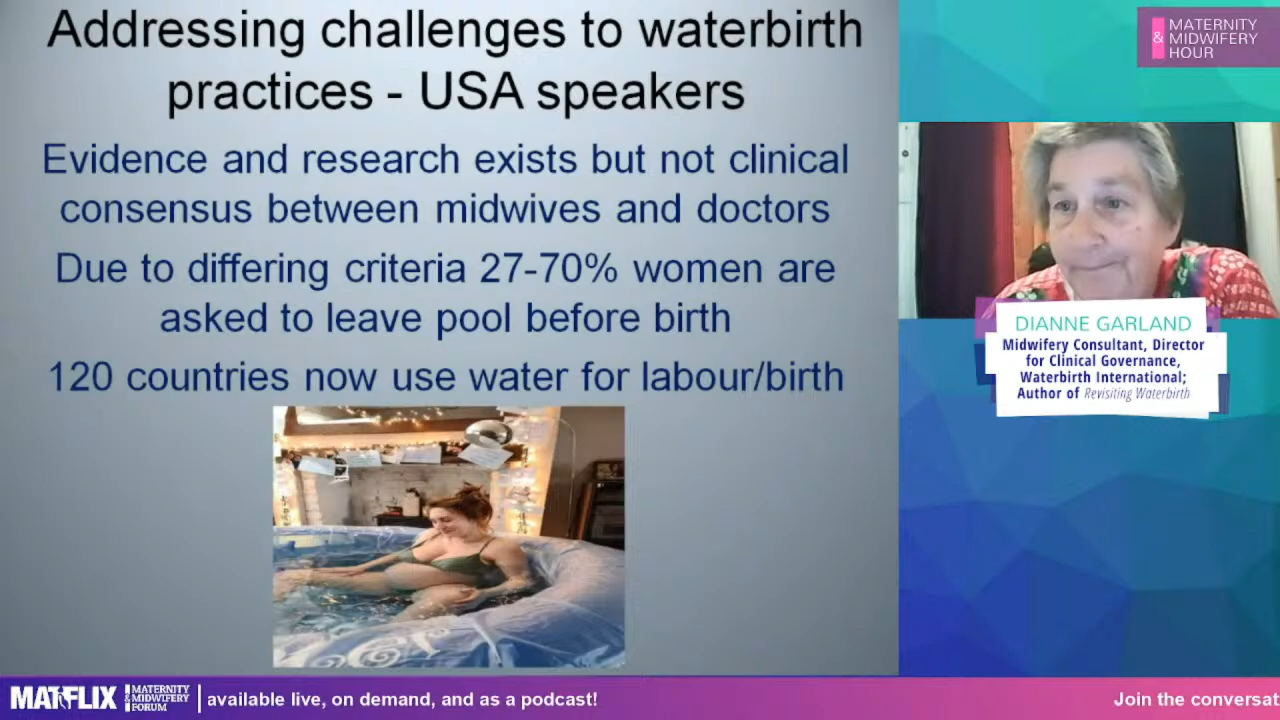 Addressing challenges to waterbirth
practices - USA speakers
Evidence and research exists but not clinical
consensus between midwives and doctors
Due to differing criteria 27-70% women are
asked to leave pool before birth
120 countries now use water for labour/birth
MATERNITY
& MIDWIFERY
HOUR
DIANNE GARLAND
Midwifery Consultant, Director
for Clinical Governance,
Waterbirth International;
Author of Revisiting Waterbirth
MATFLIX
MATERNITY
& MIDWIFERY
FORUM
available live, on demand, and as a podcast!
Join the conversat